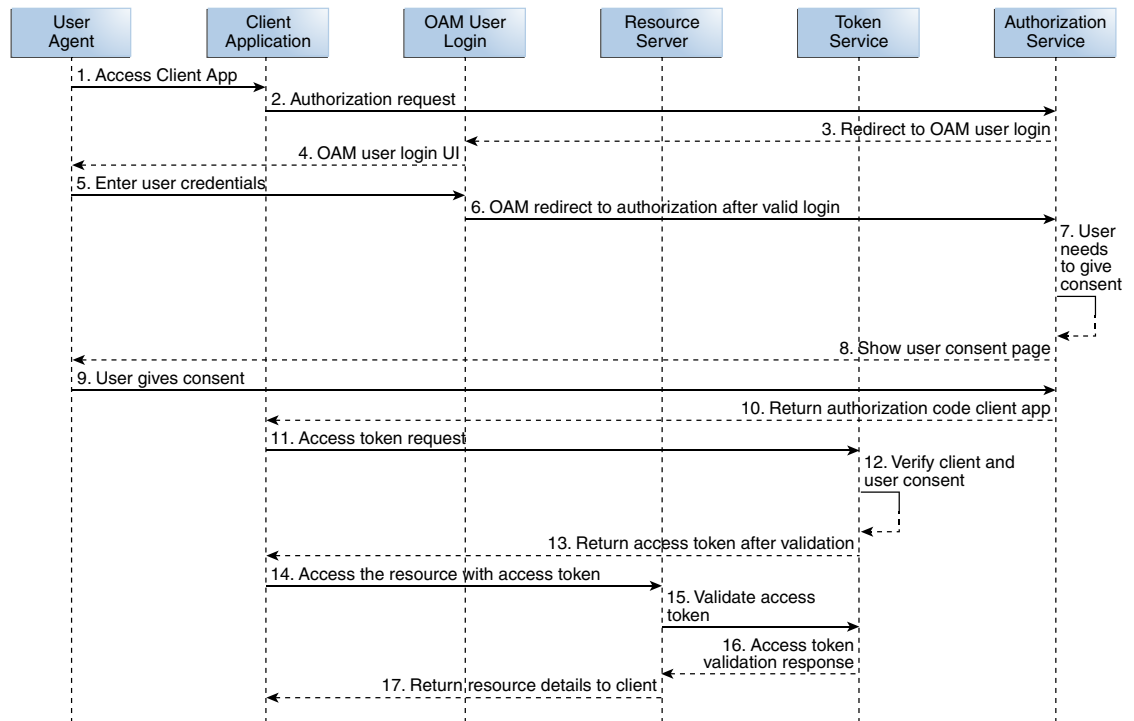 User
Agent
Client
Application
OAM User
Login
Resource
Server
Token
Service
Authorization
Service
1. Access Client App
2. Authorization request
3. Redirect to OAM user login
4. OAM user login UI
5. Enter user credentials
6. OAM redirect to authorization after valid login
7. User
needs
to give
consent
8. Show user consent page
9. User gives consent
10. Return authorization code client app
11. Access token request
12. Verify client and
user consent
13. Return access token after validation
14. Access the resource with access token
15. Validate access
token
16. Access token
validation response
17. Return resource details to client